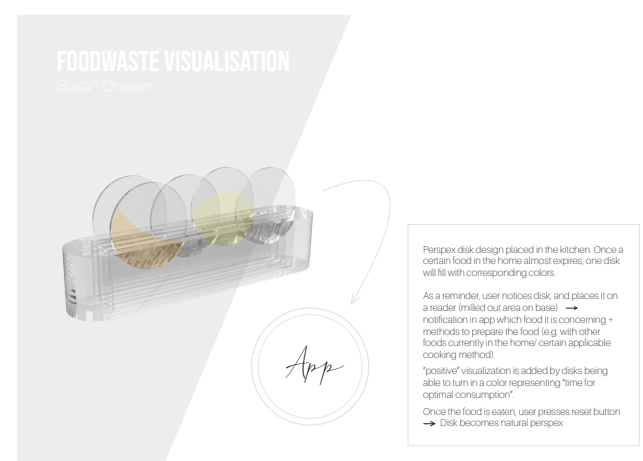 FOODWASTE VISUALISATION
Susan Draaijer
Perspex disk design placed in the kitchen. Once a
certain food in the home almost expires, one disk
will fill with corresponding colors.
As a reminder, user notices disk, and places it on
a reader (milled out area on base) →
notification in app which food it is concerning +
methods to prepare the food (e.g. with other
foods currently in the home/ certain applicable
cooking method).
"positive" visualization is added by disks being
able to turn in a color representing "time for
optimal consumption".
Once the food is eaten, user presses reset button
→ Disk becomes natural perspex
App